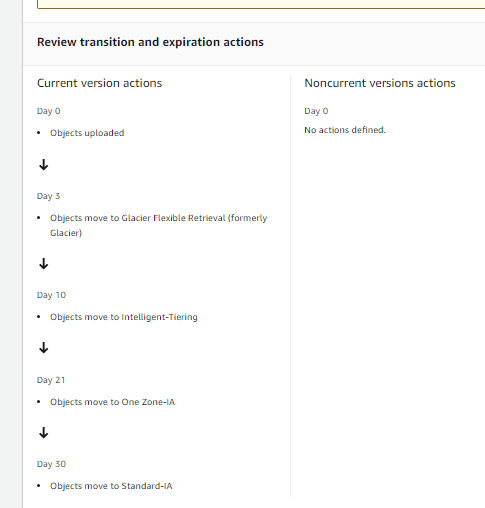 Review transition and expiration actions
Current version actions
Day 0
Objects uploaded
Day 3
Objects move to Glacier Flexible Retrieval (formerly
Glacier)
Day 10
Objects move to Intelligent-Tiering
Day 21
Objects move to One Zone-IA
Day 30
Objects move to Standard-IA
Noncurrent versions actions
Day 0
No actions defined.